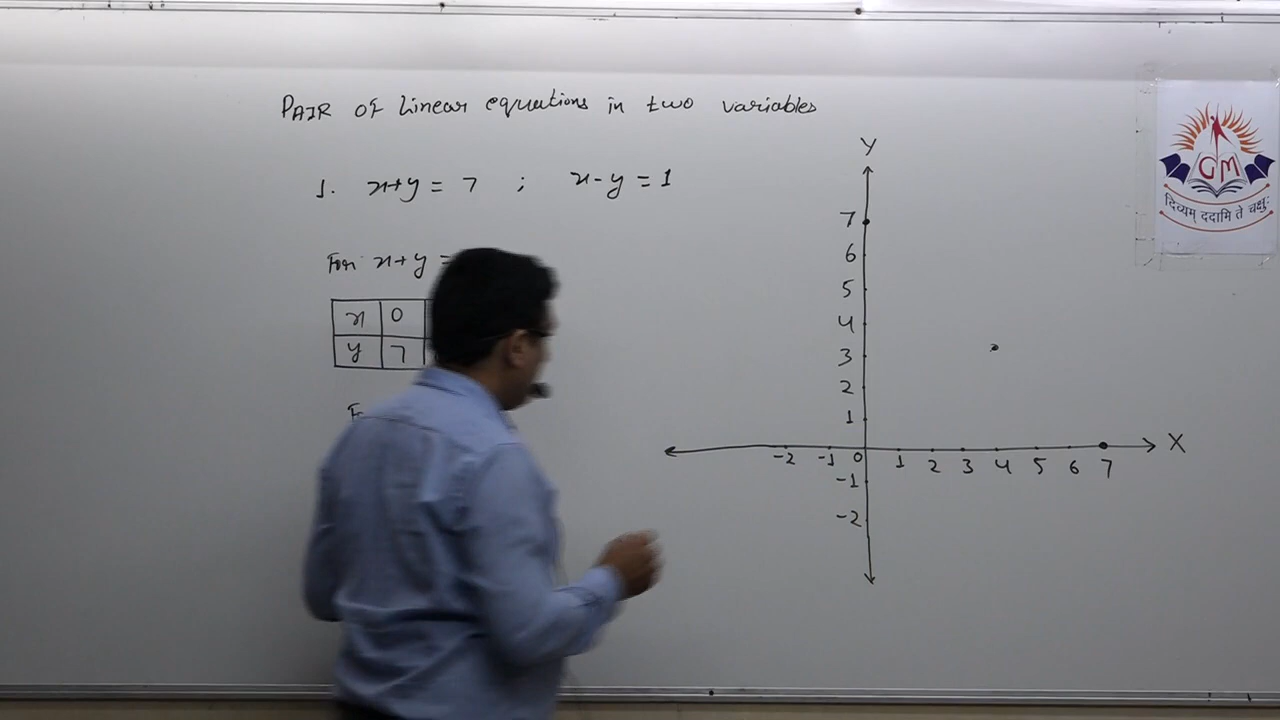 PAIR OF Linear equations in two variables
1. x+y = 7 ; x-y = 1
For x+y =
x 0
y 7
Y
7
6
5
4
3
2
1
-2 -1 0 1 2 3 4 5 6 7 X
-1
-2
GM
दिव्यम् ददामि ते चक्षुः